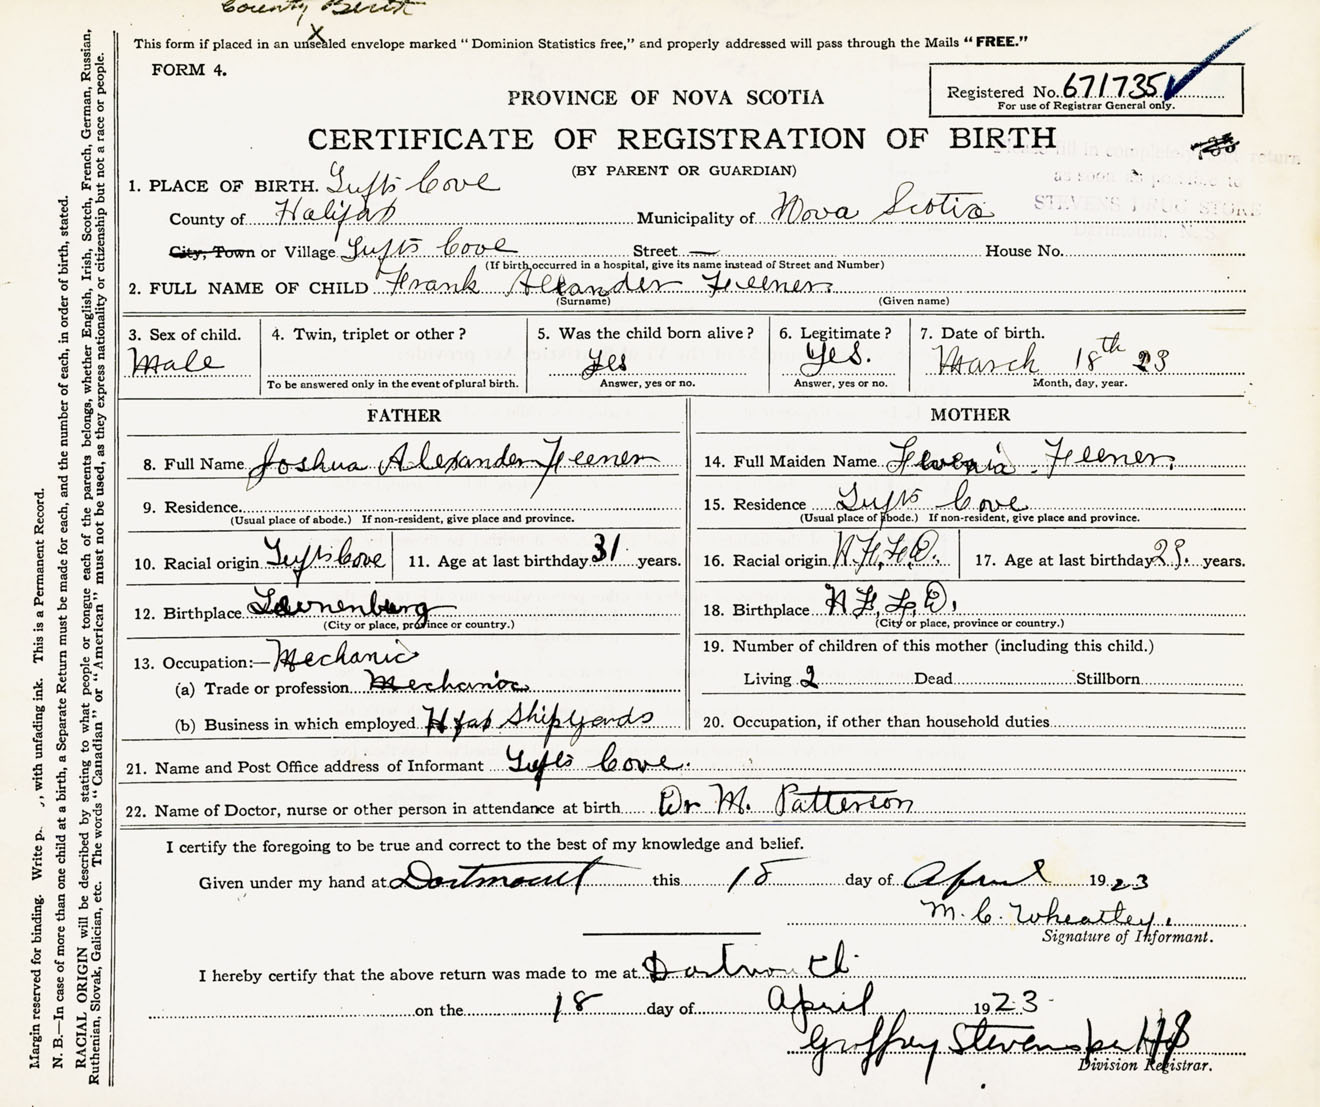 County Birth
X
This form if placed in an unsealed envelope marked "Dominion Statistics free," and properly addressed will pass through the Mails "FREE."
FORM 4.
Registered No. 671735
For use of Registrar General only.
PROVINCE OF NOVA SCOTIA
CERTIFICATE OF REGISTRATION OF BIRTH
(BY PARENT OR GUARDIAN)
fill in completely return
as soon as possible to
STEVENS DRUG STORE
Dartmouth, N. S.
1. PLACE OF BIRTH. Tufts Cove
County of Halifax Municipality of Nova Scotia
City, Town or Village Tufts Cove Street — House No.
(If birth occurred in a hospital, give its name instead of Street and Number)
2. FULL NAME OF CHILD Frank Alexander Feener
(Surname) (Given name)
3. Sex of child. 4. Twin, triplet or other? 5. Was the child born alive? 6. Legitimate? 7. Date of birth.
Male Yes Yes. March 18th 23
To be answered only in the event of plural birth. Answer, yes or no. Answer, yes or no. Month, day, year.
FATHER MOTHER
8. Full Name Joshua Alexander Feener 14. Full Maiden Name Feener.
9. Residence 15. Residence Tufts Cove
(Usual place of abode.) If non-resident, give place and province. (Usual place of abode.) If non-resident, give place and province.
10. Racial origin Tufts Cove 11. Age at last birthday 31 years. 16. Racial origin N.F.L.D. 17. Age at last birthday 23. years.
12. Birthplace Lounenburg 18. Birthplace N F. L. D.
(City or place, province or country.) (City or place, province or country.)
13. Occupation:— Mechanic 19. Number of children of this mother (including this child.)
(a) Trade or profession Mechanic Living 2 Dead Stillborn
(b) Business in which employed Hfax Shipyards 20. Occupation, if other than household duties
21. Name and Post Office address of Informant Tufts Cove.
22. Name of Doctor, nurse or other person in attendance at birth Dr M. Patterson
I certify the foregoing to be true and correct to the best of my knowledge and belief.
Given under my hand at Dartmouth this 18 day of April 1923
M. C. Wheatley.
Signature of Informant.
I hereby certify that the above return was made to me at Dartmouth
on the 18 day of April 1923
Geoffrey Stevens per
Division Registrar.
Margin reserved for binding. Write , with unfading ink. This is a Permanent Record.
N. B.—In case of more than one child at a birth, a Separate Return must be made for each, and the number of each, in order of birth, stated.
RACIAL ORIGIN will be described by stating to what people or tongue each of the parents belongs, whether English, Irish, Scotch, French, German, Russian,
Ruthenian, Slovak, Galician, etc. The words "Canadian" or "American" must not be used, as they express nationality or citizenship but not a race or people.